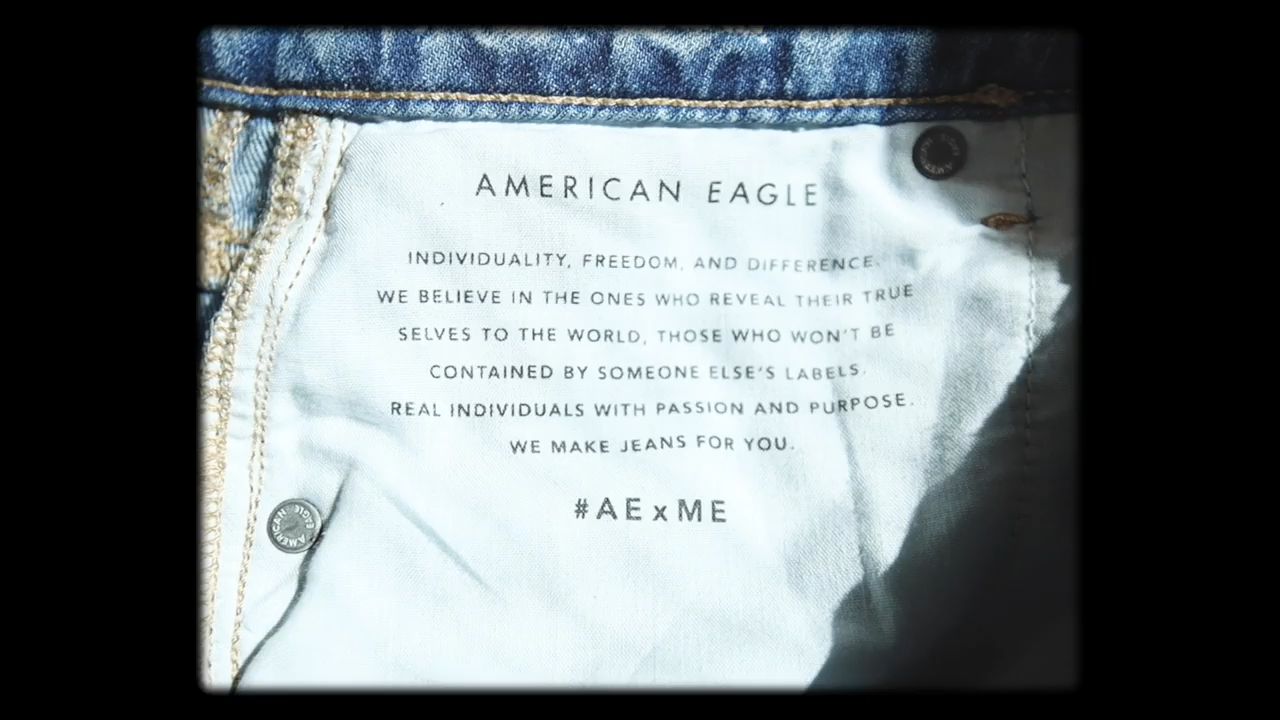 AMERICAN EAGLE
INDIVIDUALITY, FREEDOM, AND DIFFERENCE.
WE BELIEVE IN THE ONES WHO REVEAL THEIR TRUE
SELVES TO THE WORLD, THOSE WHO WON'T BE
CONTAINED BY SOMEONE ELSE'S LABELS.
REAL INDIVIDUALS WITH PASSION AND PURPOSE.
WE MAKE JEANS FOR YOU.
#AExME
AMERICAN EAGLE